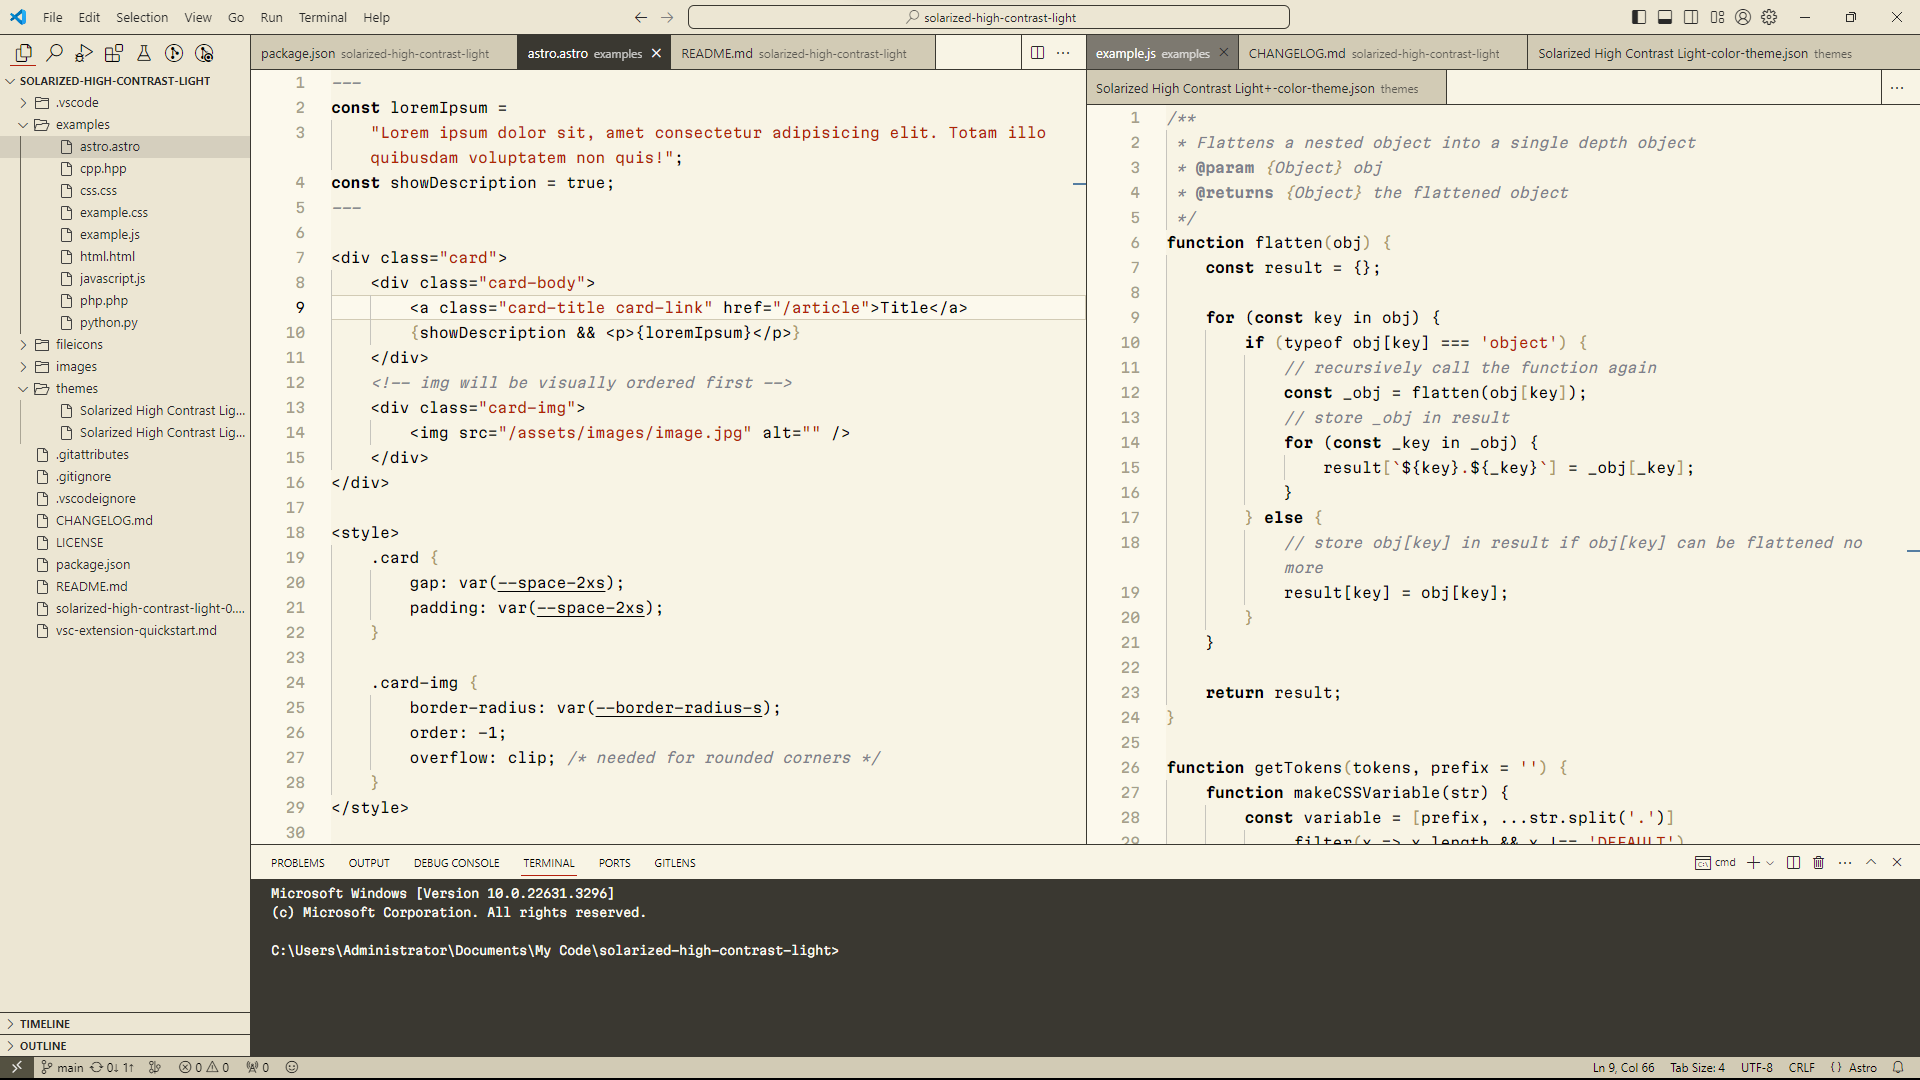 File Edit Selection View Go Run Terminal Help
solarized-high-contrast-light
SOLARIZED-HIGH-CONTRAST-LIGHT
.vscode
examples
astro.astro
cpp.hpp
css.css
example.css
example.js
html.html
javascript.js
php.php
python.py
fileicons
images
themes
Solarized High Contrast Lig...
Solarized High Contrast Lig...
.gitattributes
.gitignore
.vscodeignore
CHANGELOG.md
LICENSE
package.json
README.md
solarized-high-contrast-light-0....
vsc-extension-quickstart.md
TIMELINE
OUTLINE
package.json solarized-high-contrast-light
astro.astro examples
README.md solarized-high-contrast-light
1 ---
2 const loremIpsum =
3 "Lorem ipsum dolor sit, amet consectetur adipisicing elit. Totam illo
quibusdam voluptatem non quis!";
4 const showDescription = true;
5 ---
6
7 <div class="card">
8 <div class="card-body">
9 <a class="card-title card-link" href="/article">Title</a>
10 {showDescription && <p>{loremIpsum}</p>}
11 </div>
12 <!-- img will be visually ordered first -->
13 <div class="card-img">
14 <img src="/assets/images/image.jpg" alt="" />
15 </div>
16 </div>
17
18 <style>
19 .card {
20 gap: var(--space-2xs);
21 padding: var(--space-2xs);
22 }
23
24 .card-img {
25 border-radius: var(--border-radius-s);
26 order: -1;
27 overflow: clip; /* needed for rounded corners */
28 }
29 </style>
30
example.js examples
CHANGELOG.md solarized-high-contrast-light
Solarized High Contrast Light-color-theme.json themes
Solarized High Contrast Light+-color-theme.json themes
1 /**
2 * Flattens a nested object into a single depth object
3 * @param {Object} obj
4 * @returns {Object} the flattened object
5 */
6 function flatten(obj) {
7 const result = {};
8
9 for (const key in obj) {
10 if (typeof obj[key] === 'object') {
11 // recursively call the function again
12 const _obj = flatten(obj[key]);
13 // store _obj in result
14 for (const _key in _obj) {
15 result[`${key}.${_key}`] = _obj[_key];
16 }
17 } else {
18 // store obj[key] in result if obj[key] can be flattened no
more
19 result[key] = obj[key];
20 }
21 }
22
23 return result;
24 }
25
26 function getTokens(tokens, prefix = '') {
27 function makeCSSVariable(str) {
28 const variable = [prefix, ...str.split('.')]
29 .filter(x => x.length && x !== 'DEFAULT')
PROBLEMS OUTPUT DEBUG CONSOLE TERMINAL PORTS GITLENS
cmd
Microsoft Windows [Version 10.0.22631.3296]
(c) Microsoft Corporation. All rights reserved.
C:\Users\Administrator\Documents\My Code\solarized-high-contrast-light>
main 0↓ 1↑ 0 0 0
Ln 9, Col 66 Tab Size: 4 UTF-8 CRLF {} Astro